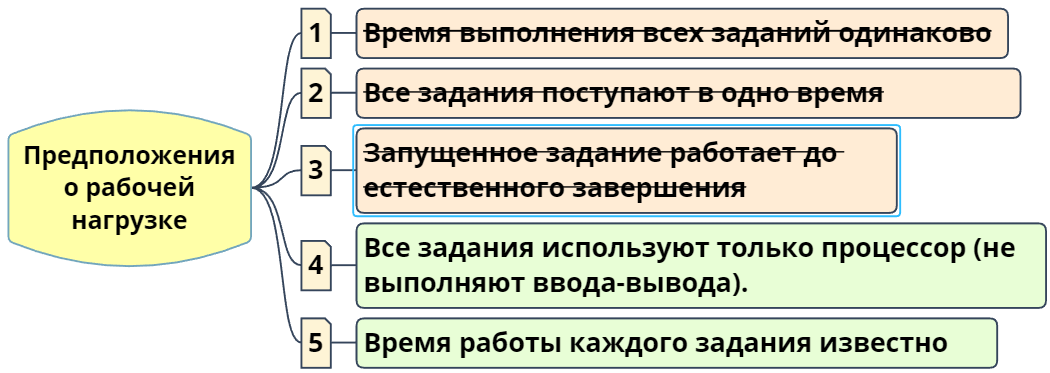 Предположения
о рабочей
нагрузке
1
Время выполнения всех заданий одинаково
2
Все задания поступают в одно время
3
Запущенное задание работает до
естественного завершения
4
Все задания используют только процессор (не
выполняют ввода-вывода).
5
Время работы каждого задания известно